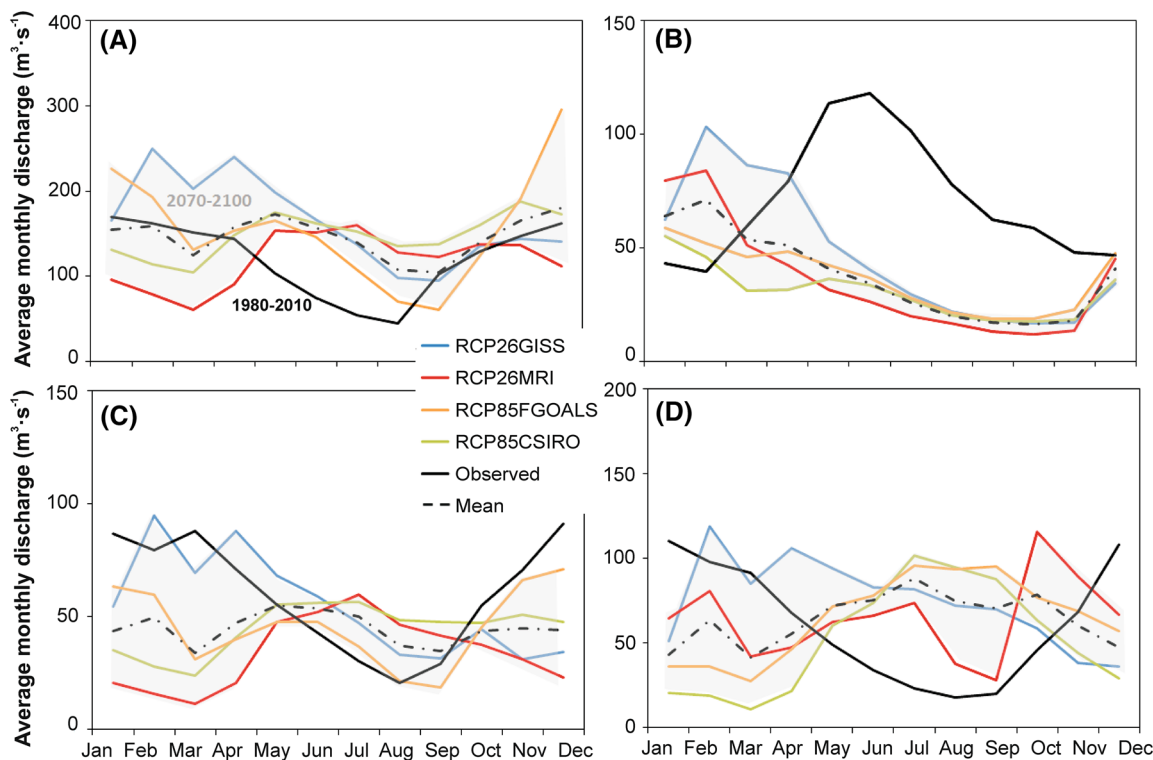 Average monthly discharge (m³·s⁻¹)
400
300
200
100
0
(A)
2070-2100
1980-2010
150
100
50
0
(B)
RCP26GISS
RCP26MRI
RCP85FGOALS
RCP85CSIRO
Observed
Mean
Average monthly discharge (m³·s⁻¹)
150
100
50
0
(C)
Jan Feb Mar Apr May Jun Jul Aug Sep Oct Nov Dec
200
150
100
50
0
(D)
Jan Feb Mar Apr May Jun Jul Aug Sep Oct Nov Dec